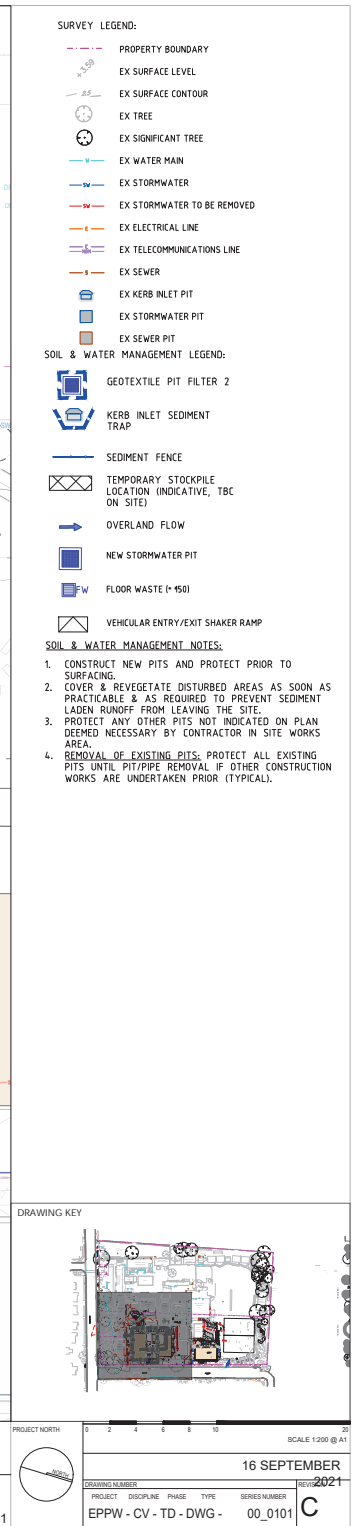 SURVEY LEGEND:
PROPERTY BOUNDARY
+3.59 EX SURFACE LEVEL
25 EX SURFACE CONTOUR
EX TREE
EX SIGNIFICANT TREE
W EX WATER MAIN
SW EX STORMWATER
SW EX STORMWATER TO BE REMOVED
E EX ELECTRICAL LINE
EX TELECOMMUNICATIONS LINE
S EX SEWER
EX KERB INLET PIT
EX STORMWATER PIT
EX SEWER PIT
SOIL & WATER MANAGEMENT LEGEND:
GEOTEXTILE PIT FILTER 2
KERB INLET SEDIMENT
TRAP
SEDIMENT FENCE
TEMPORARY STOCKPILE
LOCATION (INDICATIVE, TBC
ON SITE)
OVERLAND FLOW
NEW STORMWATER PIT
FW FLOOR WASTE (* 150)
VEHICULAR ENTRY/EXIT SHAKER RAMP
SOIL & WATER MANAGEMENT NOTES:
1. CONSTRUCT NEW PITS AND PROTECT PRIOR TO
SURFACING.
2. COVER & REVEGETATE DISTURBED AREAS AS SOON AS
PRACTICABLE & AS REQUIRED TO PREVENT SEDIMENT
LADEN RUNOFF FROM LEAVING THE SITE.
3. PROTECT ANY OTHER PITS NOT INDICATED ON PLAN
DEEMED NECESSARY BY CONTRACTOR IN SITE WORKS
AREA.
4. REMOVAL OF EXISTING PITS: PROTECT ALL EXISTING
PITS UNTIL PIT/PIPE REMOVAL IF OTHER CONSTRUCTION
WORKS ARE UNDERTAKEN PRIOR (TYPICAL).
DRAWING KEY
PROJECT NORTH
NORTH
0 2 4 6 8 10 20
SCALE 1:200 @ A1
16 SEPTEMBER
2021
DRAWING NUMBER
PROJECT DISCIPLINE PHASE TYPE SERIES NUMBER
EPPW - CV - TD - DWG - 00_0101
C